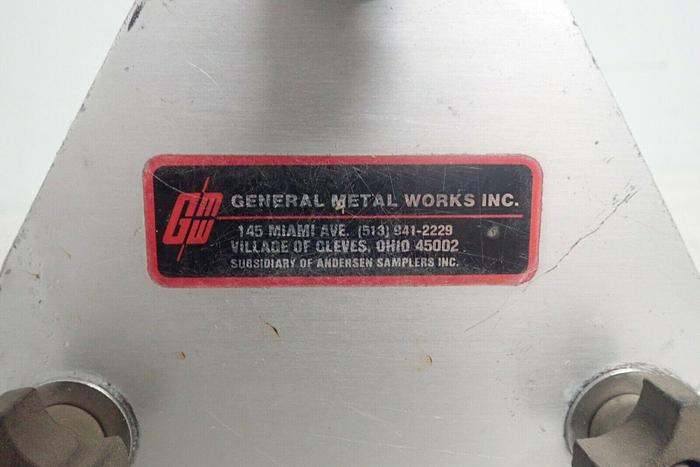 GMW
GENERAL METAL WORKS INC.
145 MIAMI AVE. (513) 941-2229
VILLAGE OF CLEVES, OHIO 45002
SUBSIDIARY OF ANDERSEN SAMPLERS INC.